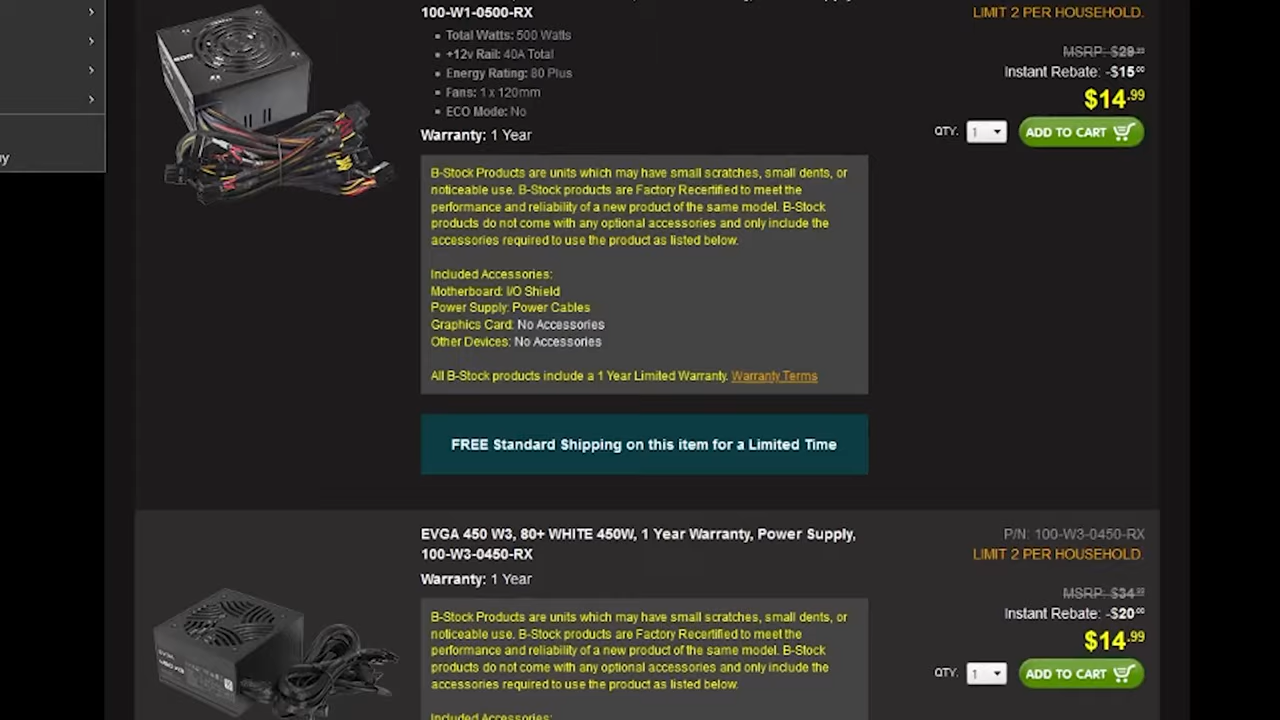 100-W1-0500-RX
LIMIT 2 PER HOUSEHOLD.
Total Watts: 500 Watts
+12v Rail: 40A Total
Energy Rating: 80 Plus
Fans: 1 x 120mm
ECO Mode: No
Warranty: 1 Year
MSRP: $29.99
Instant Rebate: -$15.00
$14.99
QTY. 1 ADD TO CART
B-Stock Products are units which may have small scratches, small dents, or
noticeable use. B-Stock products are Factory Recertified to meet the
performance and reliability of a new product of the same model. B-Stock
products do not come with any optional accessories and only include the
accessories required to use the product as listed below.
Included Accessories:
Motherboard: I/O Shield
Power Supply: Power Cables
Graphics Card: No Accessories
Other Devices: No Accessories
All B-Stock products include a 1 Year Limited Warranty. Warranty Terms
FREE Standard Shipping on this item for a Limited Time
EVGA 450 W3, 80+ WHITE 450W, 1 Year Warranty, Power Supply,
100-W3-0450-RX
Warranty: 1 Year
P/N: 100-W3-0450-RX
LIMIT 2 PER HOUSEHOLD.
MSRP: $34.99
Instant Rebate: -$20.00
$14.99
QTY. 1 ADD TO CART
B-Stock Products are units which may have small scratches, small dents, or
noticeable use. B-Stock products are Factory Recertified to meet the
performance and reliability of a new product of the same model. B-Stock
products do not come with any optional accessories and only include the
accessories required to use the product as listed below.
Included Accessories: